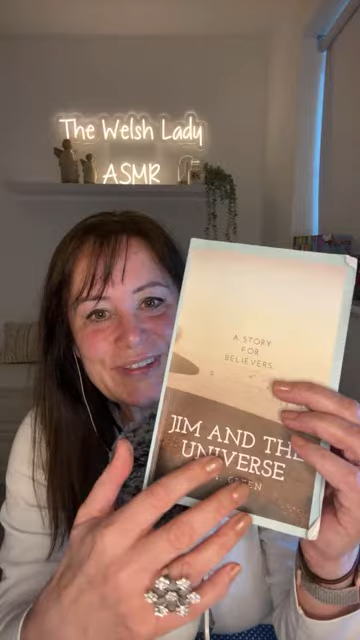 The Welsh Lady
ASMR
A STORY
FOR
BELIEVERS.
JIM AND THE
UNIVERSE